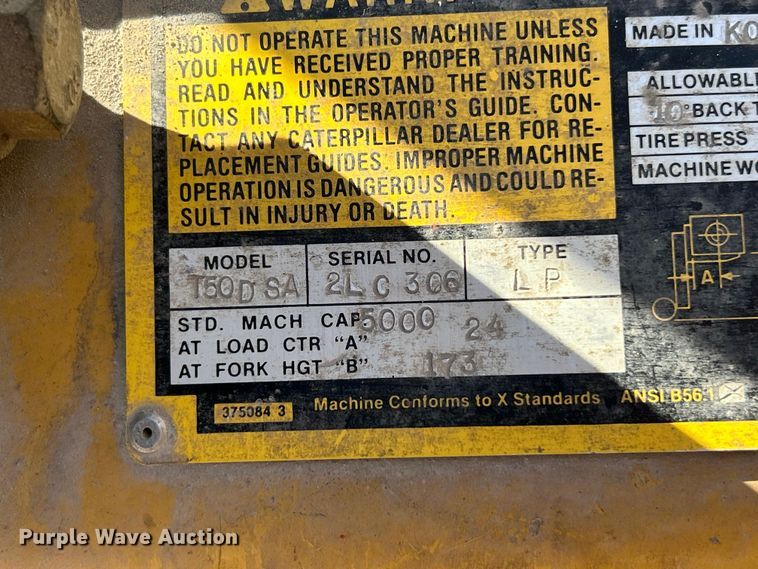 WARNI
DO NOT OPERATE THIS MACHINE UNLESS
YOU HAVE RECEIVED PROPER TRAINING.
READ AND UNDERSTAND THE INSTRUC-
TIONS IN THE OPERATOR'S GUIDE. CON-
TACT ANY CATERPILLAR DEALER FOR RE-
PLACEMENT GUIDES. IMPROPER MACHINE
OPERATION IS DANGEROUS AND COULD RE-
SULT IN INJURY OR DEATH.
MADE IN KO
ALLOWABL
10° BACK T
TIRE PRESS
MACHINE WO
A
MODEL SERIAL NO. TYPE
T50D SA 2LC 306 LP
STD. MACH CAP 5000
AT LOAD CTR "A" 24
AT FORK HGT "B" 173
375084 3 Machine Conforms to X Standards ANSI B56.1 X
Purple Wave Auction